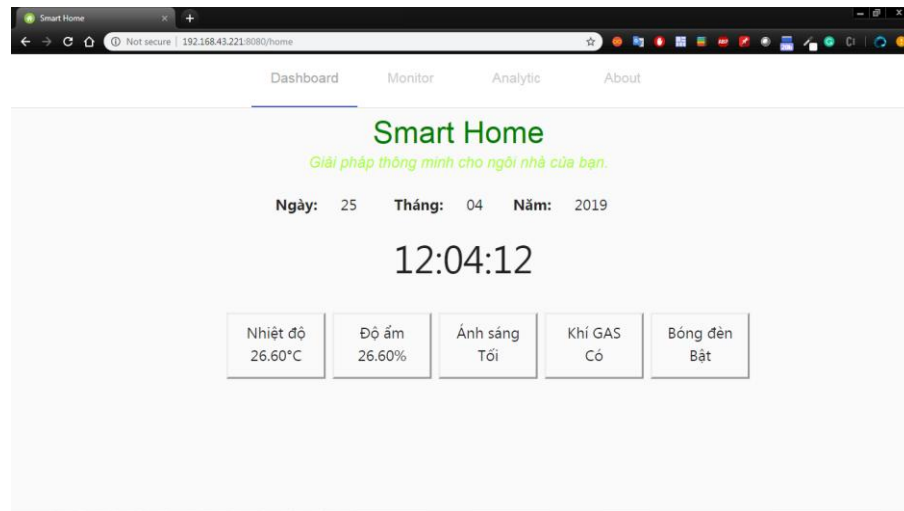 Smart Home
Not secure | 192.168.43.221:8080/home
Dashboard Monitor Analytic About
Smart Home
Giải pháp thông minh cho ngôi nhà của bạn.
Ngày: 25 Tháng: 04 Năm: 2019
12:04:12
Nhiệt độ Độ ẩm Ánh sáng Khí GAS Bóng đèn
26.60°C 26.60% Tối Có Bật